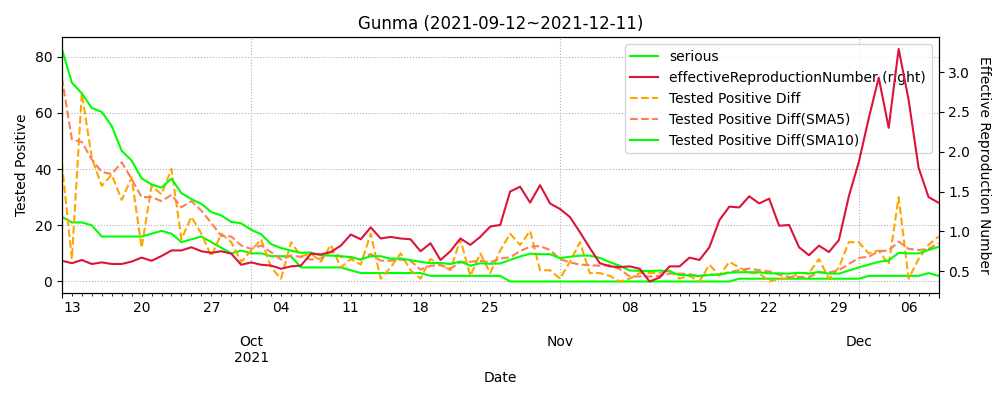 Gunma (2021-09-12~2021-12-11)
Tested Positive
80
60
40
20
0
3.0
2.5
2.0
1.5
1.0
0.5
Effective Reproduction Number
serious
effectiveReproductionNumber (right)
Tested Positive Diff
Tested Positive Diff(SMA5)
Tested Positive Diff(SMA10)
13 20 27 04 11 18 25 08 15 22 29 06
Oct Nov Dec
2021
Date